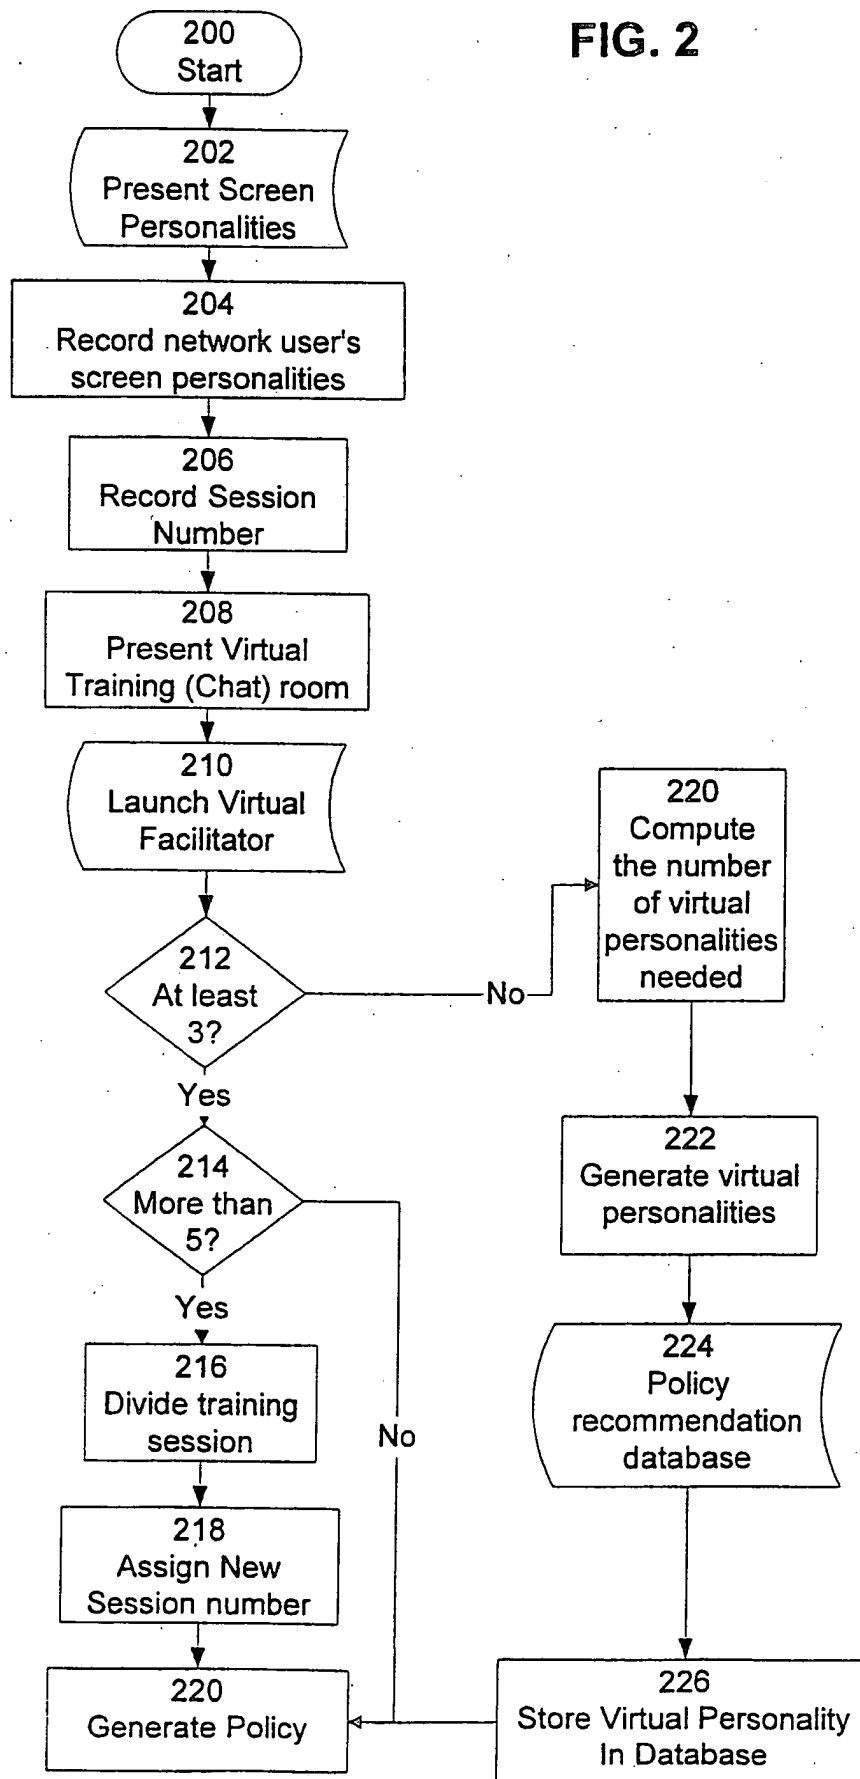 FIG. 2
200
Start
202
Present Screen
Personalities
204
Record network user's
screen personalities
206
Record Session
Number
208
Present Virtual
Training (Chat) room
210
Launch Virtual
Facilitator
212
At least
3?
No
Yes
214
More than
5?
Yes
No
216
Divide training
session
218
Assign New
Session number
220
Generate Policy
220
Compute
the number
of virtual
personalities
needed
222
Generate virtual
personalities
224
Policy
recommendation
database
226
Store Virtual Personality
In Database